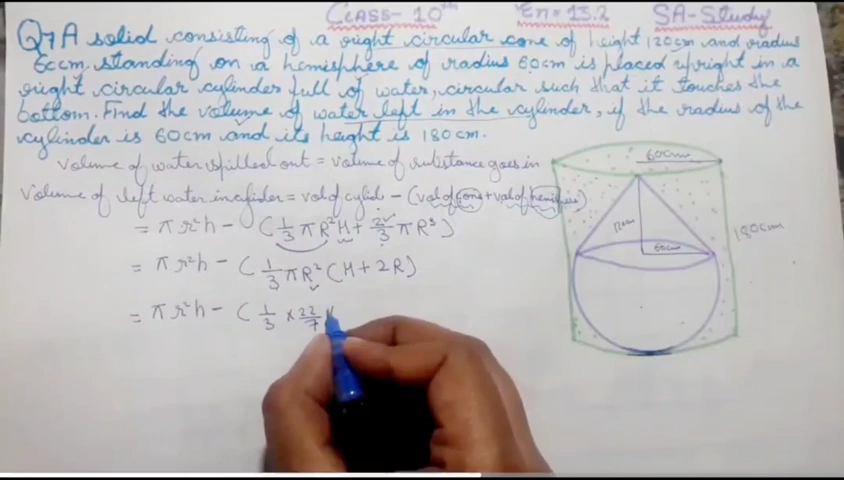 CLASS-10th Ex=13.2 SA-Study
Q7 A solid consisting of a right circular cone of height 120cm and radius
60cm standing on a hemisphere of radius 60cm is placed upright in a
right circular cylinder full of water, circular such that it touches the
bottom. Find the volume of water left in the cylinder, if the radius of the
cylinder is 60cm and its height is 180cm.
Volume of water spilled out = volume of substance goes in
Volume of left water in cylinder = vol of cylid - (vol of cone + vol of hemisphere)
= πr²h - (1/3 πR²H + 2/3 πR³)
= πr²h - (1/3 πR² (H + 2R)
= πr²h - (1/3 × 22/7
60cm
120cm
60cm
180cm